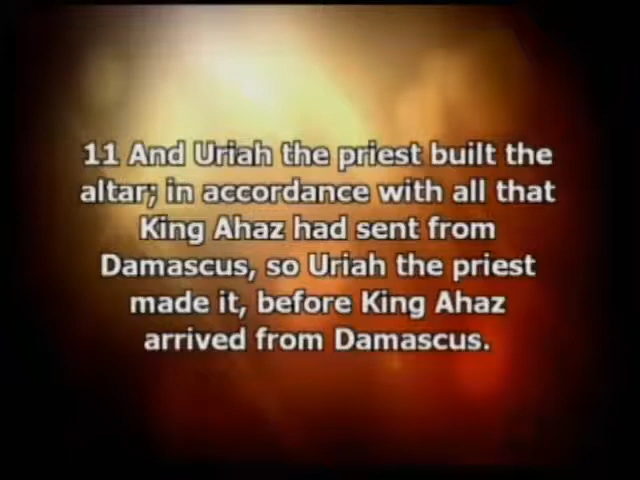 11 And Uriah the priest built the
altar; in accordance with all that
King Ahaz had sent from
Damascus, so Uriah the priest
made it, before King Ahaz
arrived from Damascus.